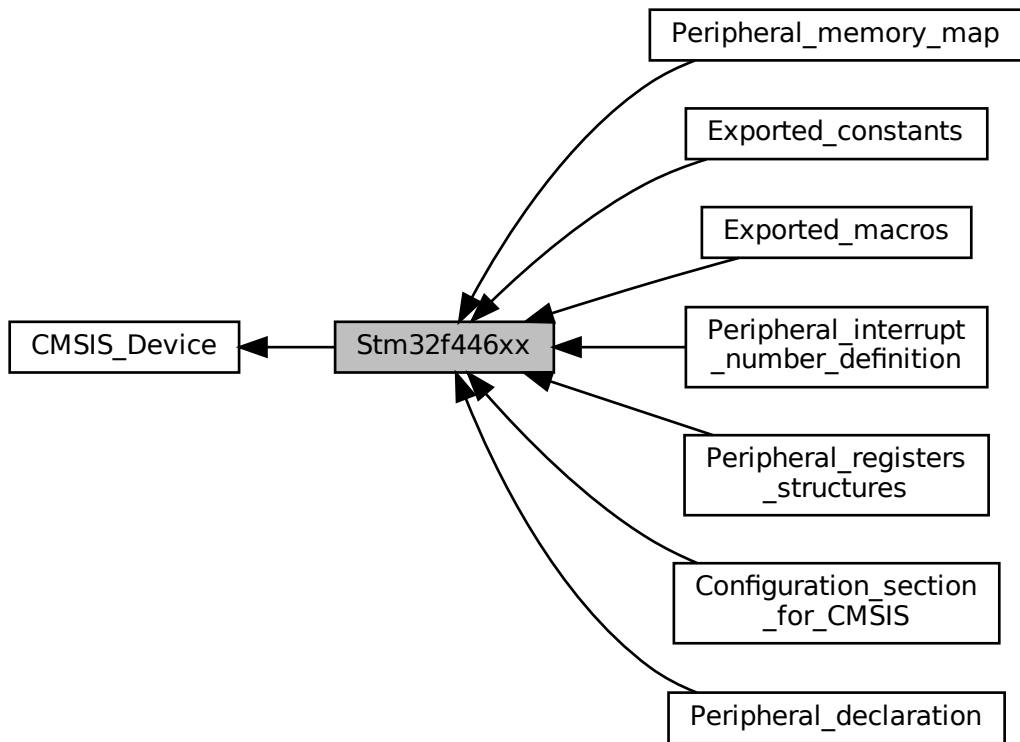 Peripheral_memory_map
Exported_constants
Exported_macros
CMSIS_Device
Stm32f446xx
Peripheral_interrupt
_number_definition
Peripheral_registers
_structures
Configuration_section
_for_CMSIS
Peripheral_declaration